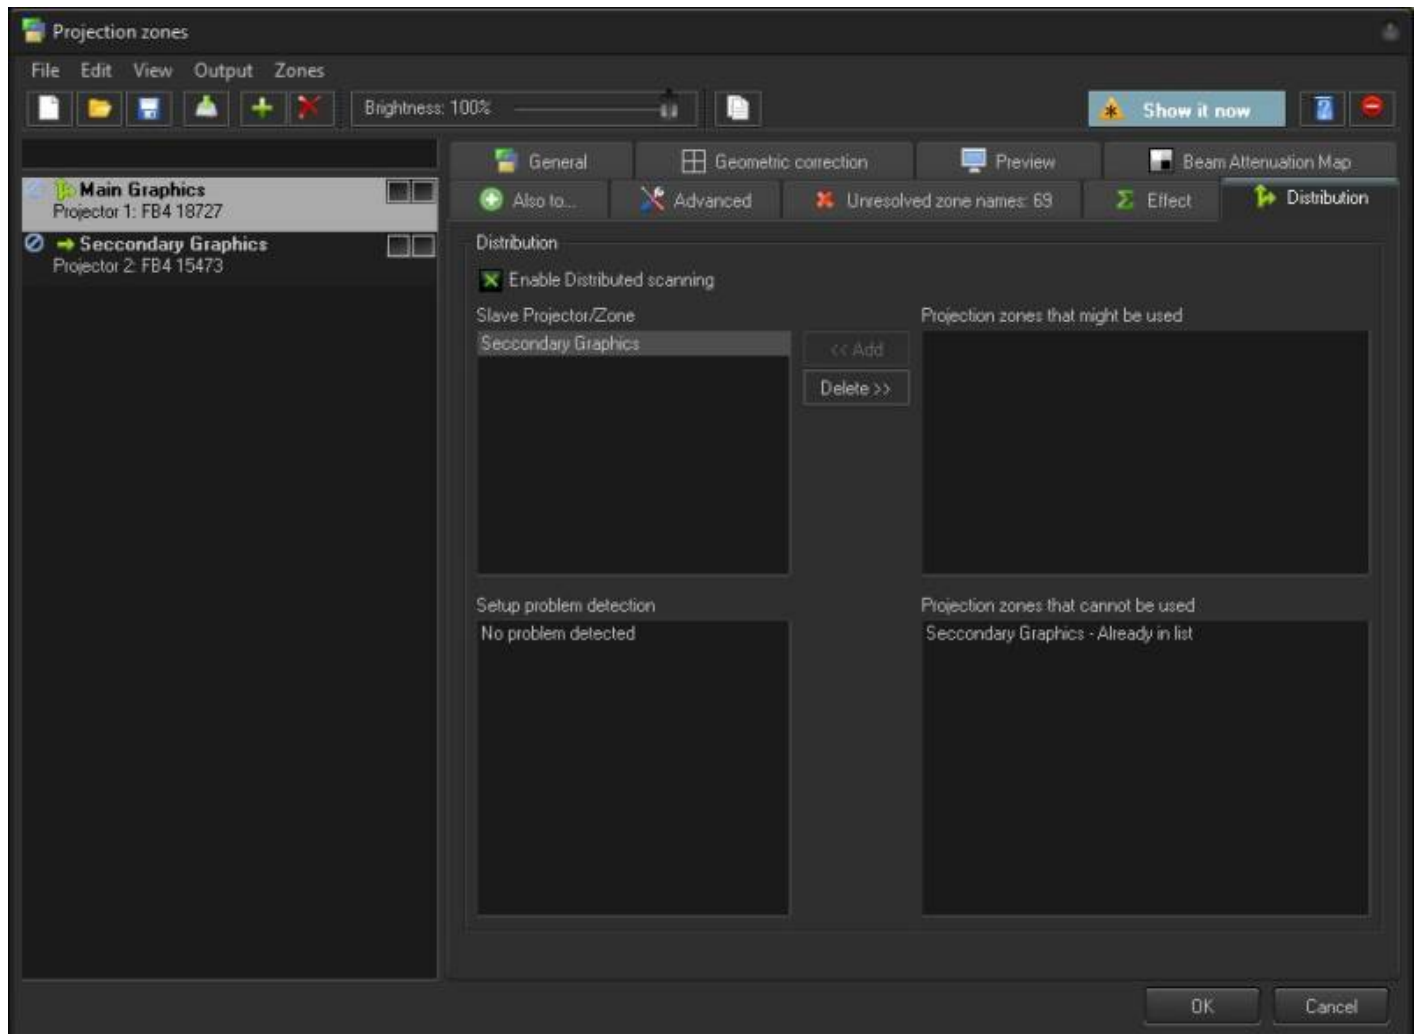 Projection zones
File Edit View Output Zones
Brightness: 100%
Show it now
General
Geometric correction
Preview
Beam Attenuation Map
Main Graphics
Projector 1: FB4 18727
Also to...
Advanced
Unresolved zone names: 69
Effect
Distribution
Seccondary Graphics
Projector 2: FB4 15473
Distribution
Enable Distributed scanning
Slave Projector/Zone
Projection zones that might be used
Seccondary Graphics
<< Add
Delete >>
Setup problem detection
Projection zones that cannot be used
No problem detected
Seccondary Graphics - Already in list
OK
Cancel